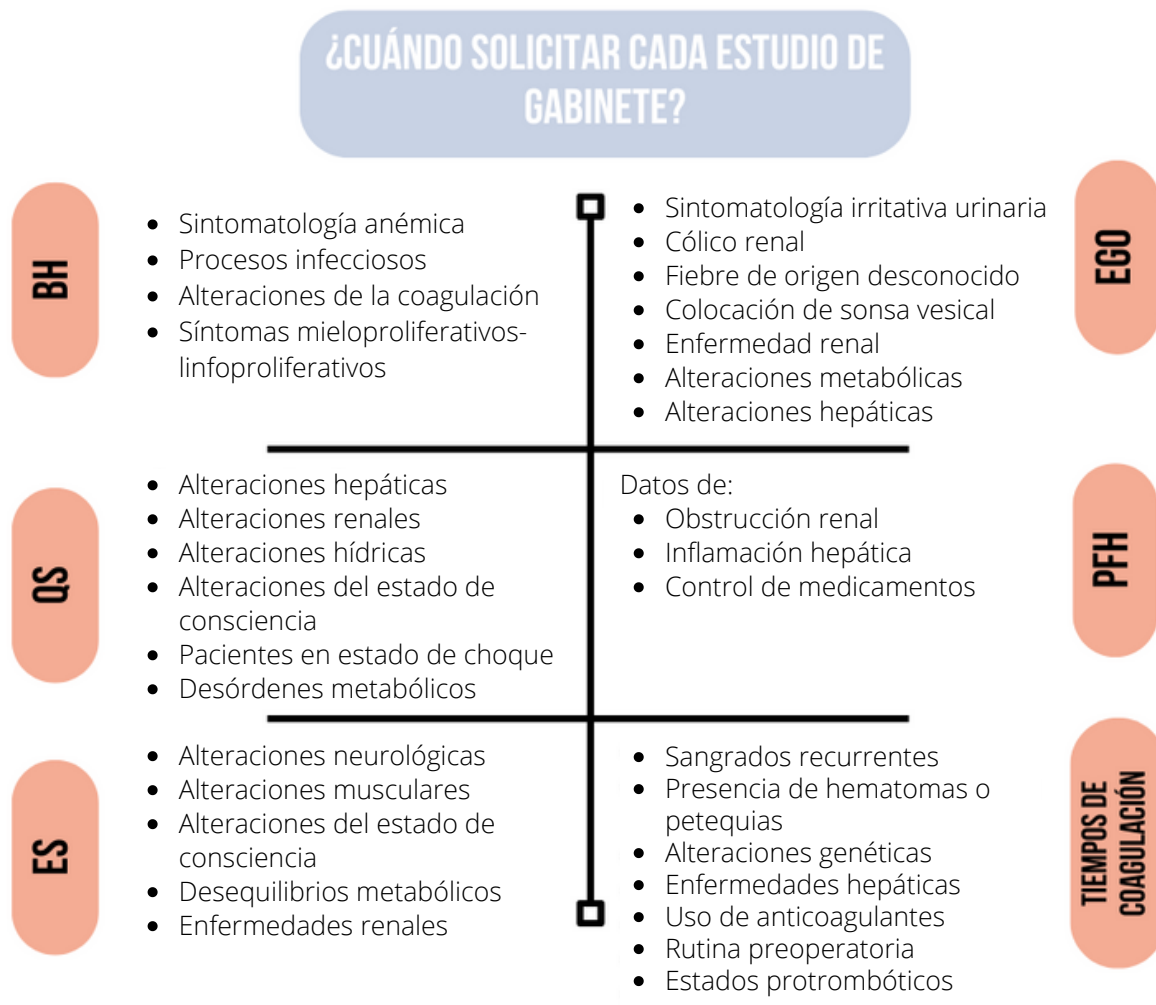 ¿CUÁNDO SOLICITAR CADA ESTUDIO DE
GABINETE?
BH
• Sintomatología anémica
• Procesos infecciosos
• Alteraciones de la coagulación
• Síntomas mieloproliferativos-
linfoproliferativos
EGO
• Sintomatología irritativa urinaria
• Cólico renal
• Fiebre de origen desconocido
• Colocación de sonsa vesical
• Enfermedad renal
• Alteraciones metabólicas
• Alteraciones hepáticas
QS
• Alteraciones hepáticas
• Alteraciones renales
• Alteraciones hídricas
• Alteraciones del estado de
consciencia
• Pacientes en estado de choque
• Desórdenes metabólicos
PFH
Datos de:
• Obstrucción renal
• Inflamación hepática
• Control de medicamentos
ES
• Alteraciones neurológicas
• Alteraciones musculares
• Alteraciones del estado de
consciencia
• Desequilibrios metabólicos
• Enfermedades renales
TIEMPOS DE
COAGULACIÓN
• Sangrados recurrentes
• Presencia de hematomas o
petequias
• Alteraciones genéticas
• Enfermedades hepáticas
• Uso de anticoagulantes
• Rutina preoperatoria
• Estados protrombóticos